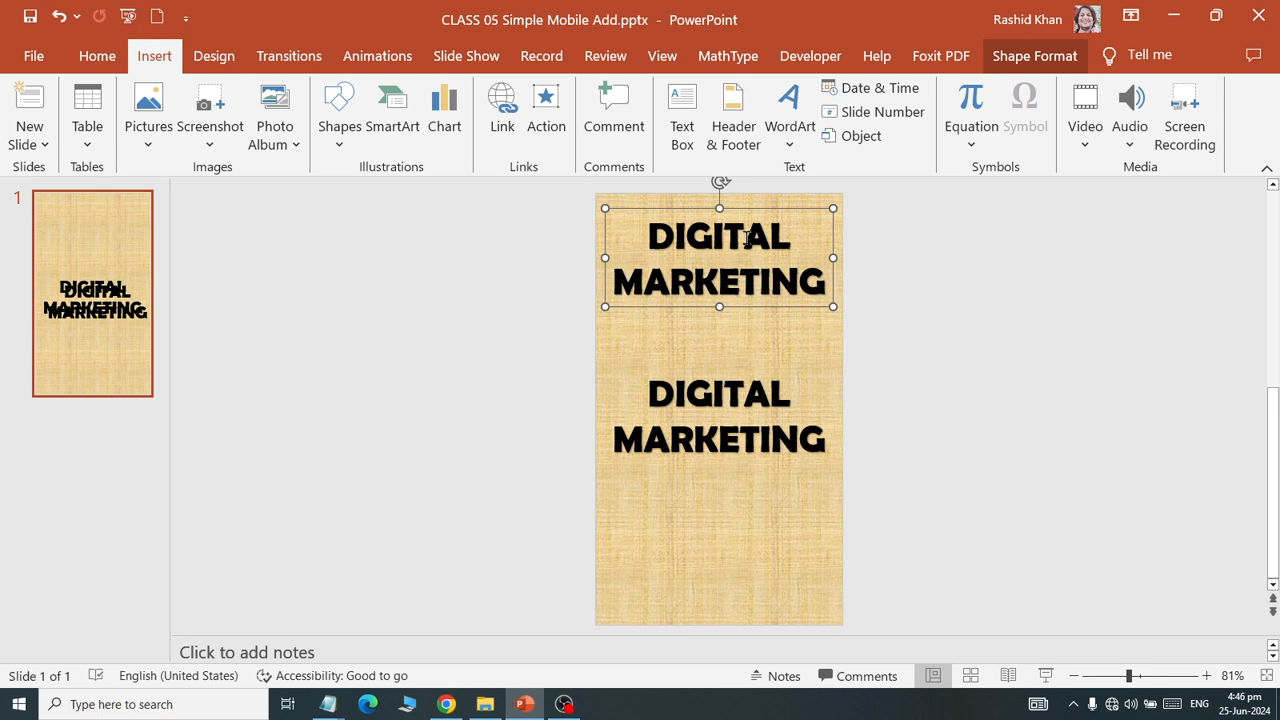 CLASS 05 Simple Mobile Add.pptx - PowerPoint
Rashid Khan
File Home Insert Design Transitions Animations Slide Show Record Review View MathType Developer Help Foxit PDF Shape Format Tell me
New Slide
Table
Pictures
Screenshot
Photo Album
Shapes
SmartArt
Chart
Link
Action
Comment
Text Box
Header & Footer
WordArt
Date & Time
Slide Number
Object
Equation
Symbol
Video
Audio
Screen Recording
Slides Tables Images Illustrations Links Comments Text Symbols Media
1
DIGITAL
MARKETING
DIGITAL
MARKETING
DIGITAL
MARKETING
DIGITAL
MARKETING
Click to add notes
Slide 1 of 1 English (United States) Accessibility: Good to go Notes Comments 81%
Type here to search
ENG
4:46 pm
25-Jun-2024